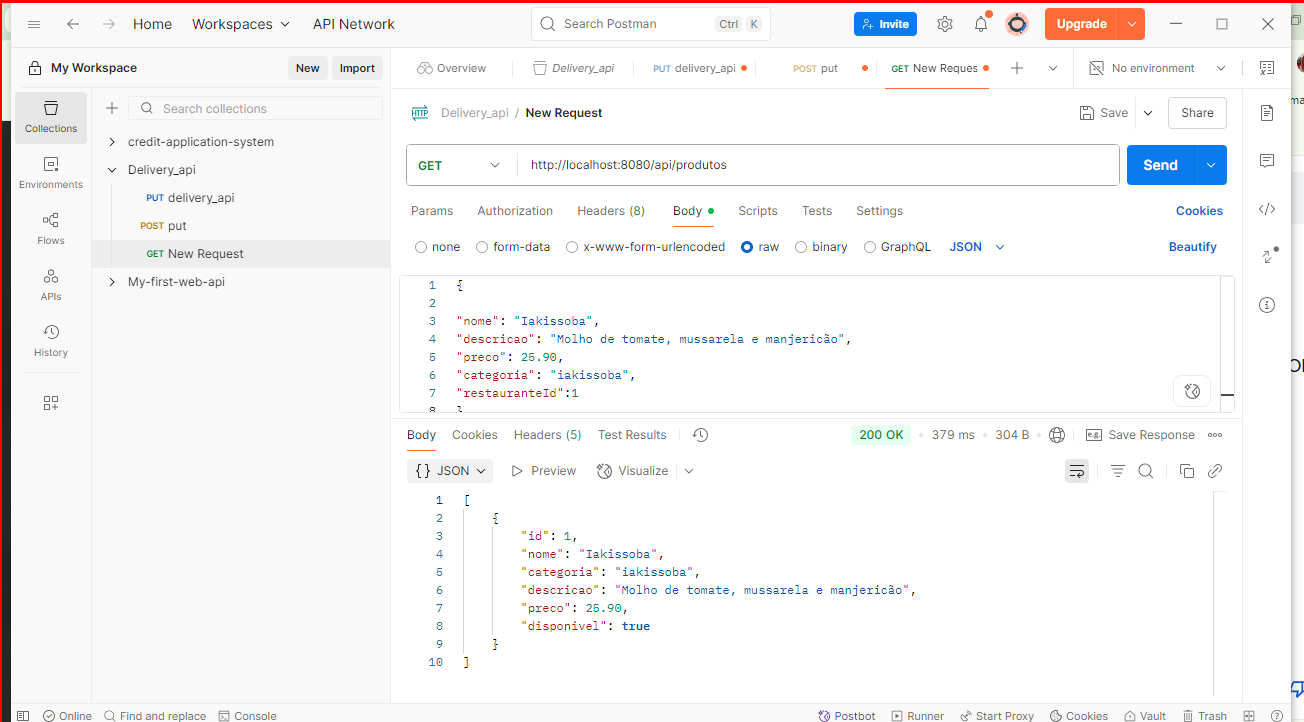 Home Workspaces API Network Search Postman Ctrl K Invite Upgrade
My Workspace New Import Overview Delivery_api PUT delivery_api POST put GET New Reques No environment
Collections
Environments
Flows
APIs
History
Search collections
credit-application-system
Delivery_api
PUT delivery_api
POST put
GET New Request
My-first-web-api
HTTP Delivery_api / New Request Save Share
GET http://localhost:8080/api/produtos Send
Params Authorization Headers (8) Body Scripts Tests Settings Cookies
none form-data x-www-form-urlencoded raw binary GraphQL JSON Beautify
1 {
2
3 "nome": "Iakissoba",
4 "descricao": "Molho de tomate, mussarela e manjericão",
5 "preco": 25.90,
6 "categoria": "iakissoba",
7 "restauranteId":1
8 }
Body Cookies Headers (5) Test Results 200 OK 379 ms 304 B e.g. Save Response
{} JSON Preview Visualize
1 [
2 {
3 "id": 1,
4 "nome": "Iakissoba",
5 "categoria": "iakissoba",
6 "descricao": "Molho de tomate, mussarela e manjericão",
7 "preco": 25.90,
8 "disponivel": true
9 }
10 ]
Online Find and replace Console Postbot Runner Start Proxy Cookies Vault Trash